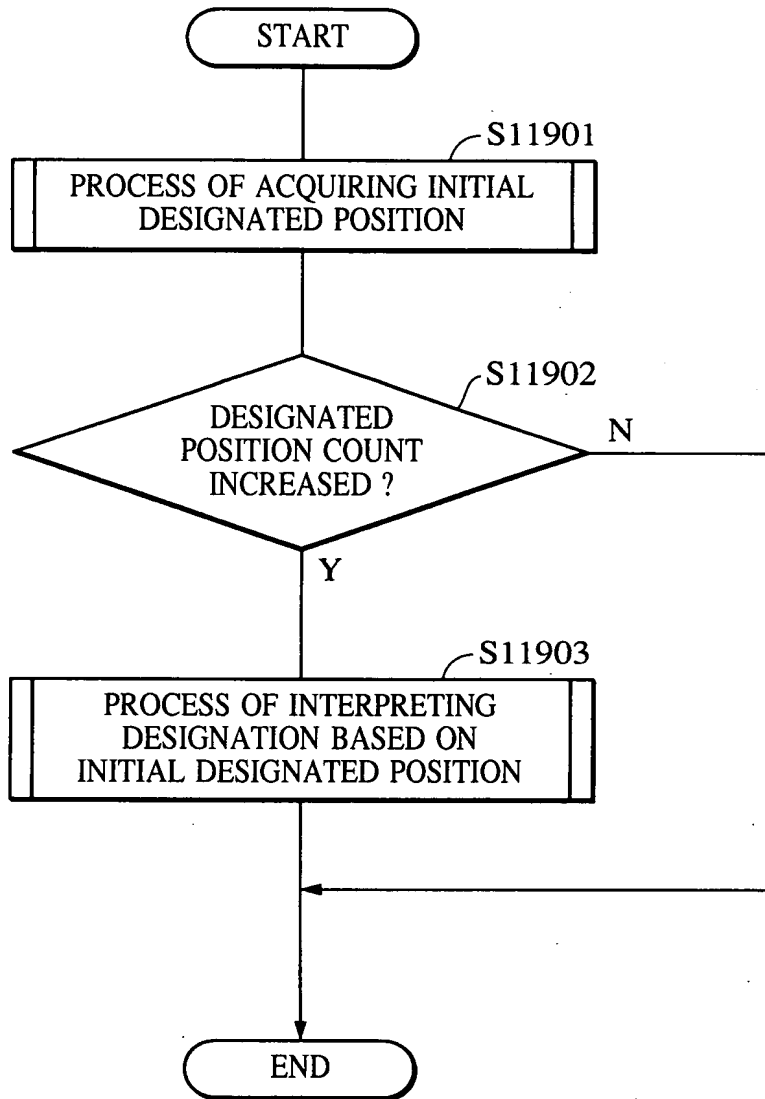 START
S11901
PROCESS OF ACQUIRING INITIAL
DESIGNATED POSITION
S11902
DESIGNATED
POSITION COUNT
INCREASED ?
N
Y
S11903
PROCESS OF INTERPRETING
DESIGNATION BASED ON
INITIAL DESIGNATED POSITION
END